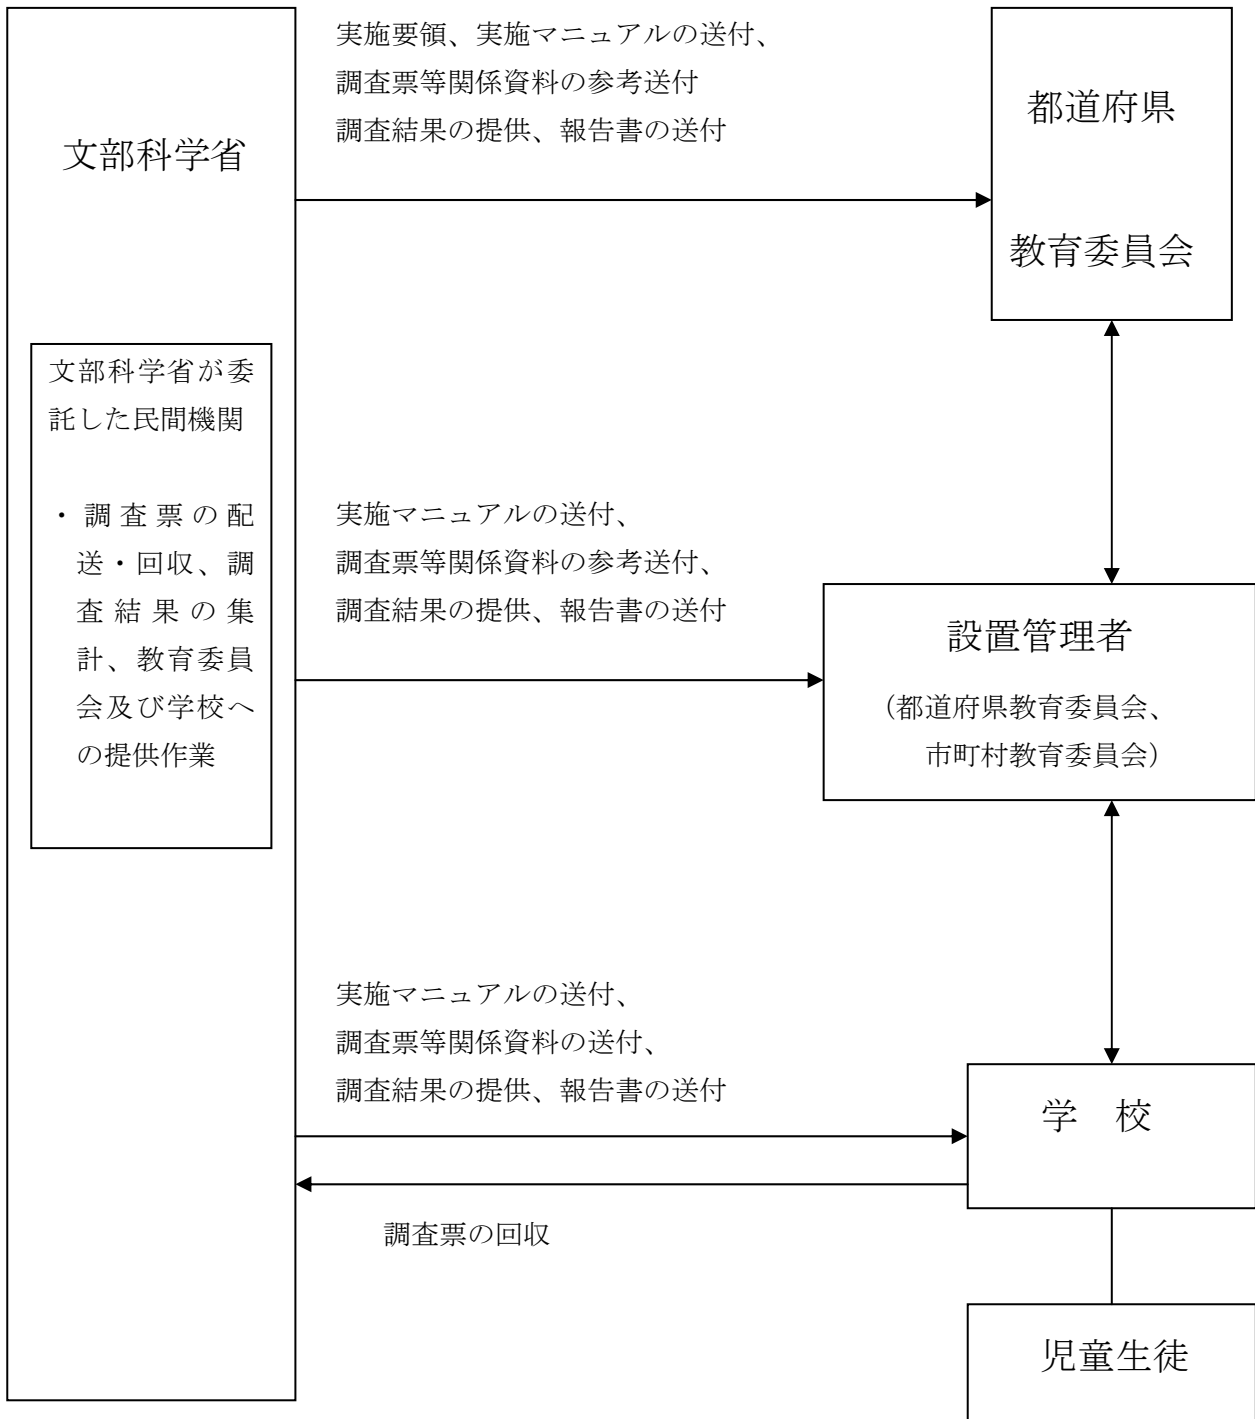 文部科学省
文部科学省が委
託した民間機関
・調査票の配
送・回収、調
査結果の集
計、教育委員
会及び学校へ
の提供作業
実施要領、実施マニュアルの送付、
調査票等関係資料の参考送付
調査結果の提供、報告書の送付
都道府県
教育委員会
実施マニュアルの送付、
調査票等関係資料の参考送付、
調査結果の提供、報告書の送付
設置管理者
（都道府県教育委員会、
市町村教育委員会）
実施マニュアルの送付、
調査票等関係資料の送付、
調査結果の提供、報告書の送付
学　校
調査票の回収
児童生徒